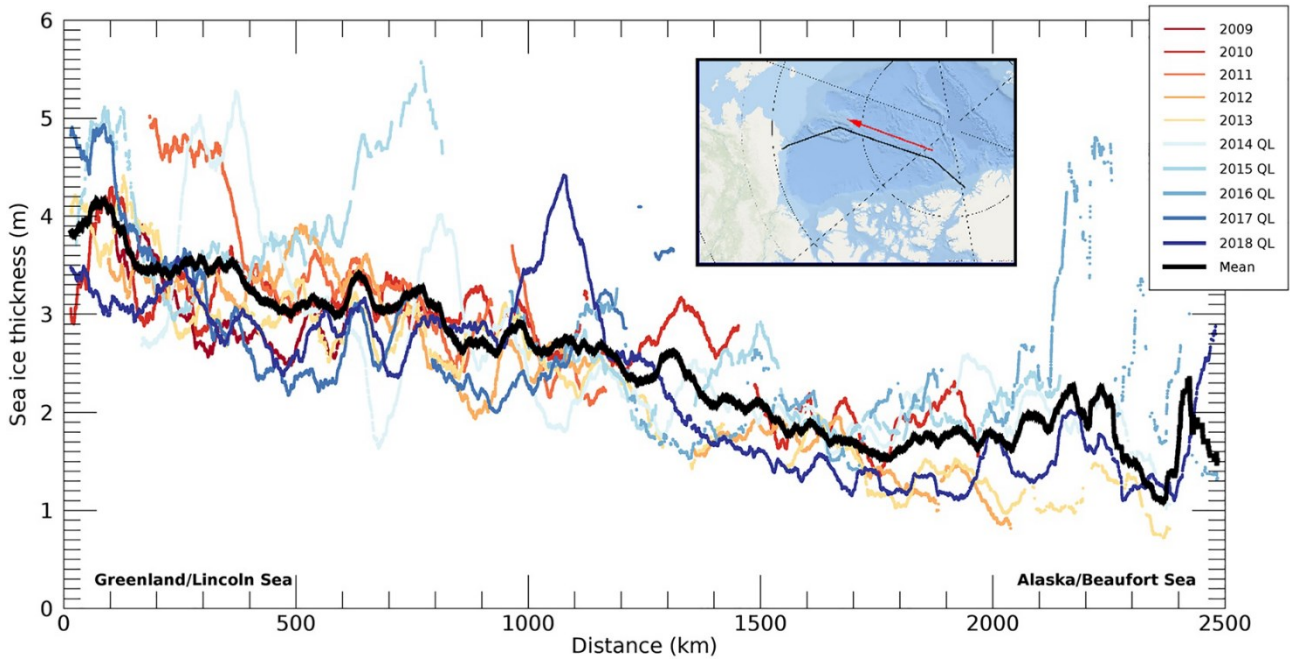 6
5
4
3
2
1
0
Sea ice thickness (m)
2009
2010
2011
2012
2013
2014 QL
2015 QL
2016 QL
2017 QL
2018 QL
Mean
Greenland/Lincoln Sea
Alaska/Beaufort Sea
0
500
1000
1500
2000
2500
Distance (km)